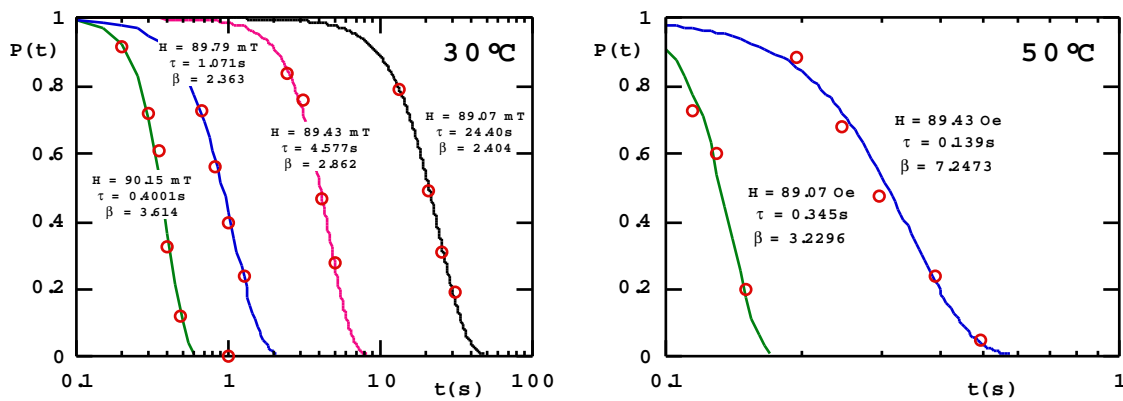 1
P(t)
0.8
0.6
0.4
0.2
0
0.1
1
10
100
t(s)
30℃
H = 89.79 mT
τ = 1.071s
β = 2.363
H = 89.43 mT
τ = 4.577s
β = 2.862
H = 89.07 mT
τ = 24.40s
β = 2.404
H = 90.15 mT
τ = 0.4001s
β = 3.614
1
P(t)
0.8
0.6
0.4
0.2
0
0.1
1
t(s)
50℃
H = 89.43 Oe
τ = 0.139s
β = 7.2473
H = 89.07 Oe
τ = 0.345s
β = 3.2296